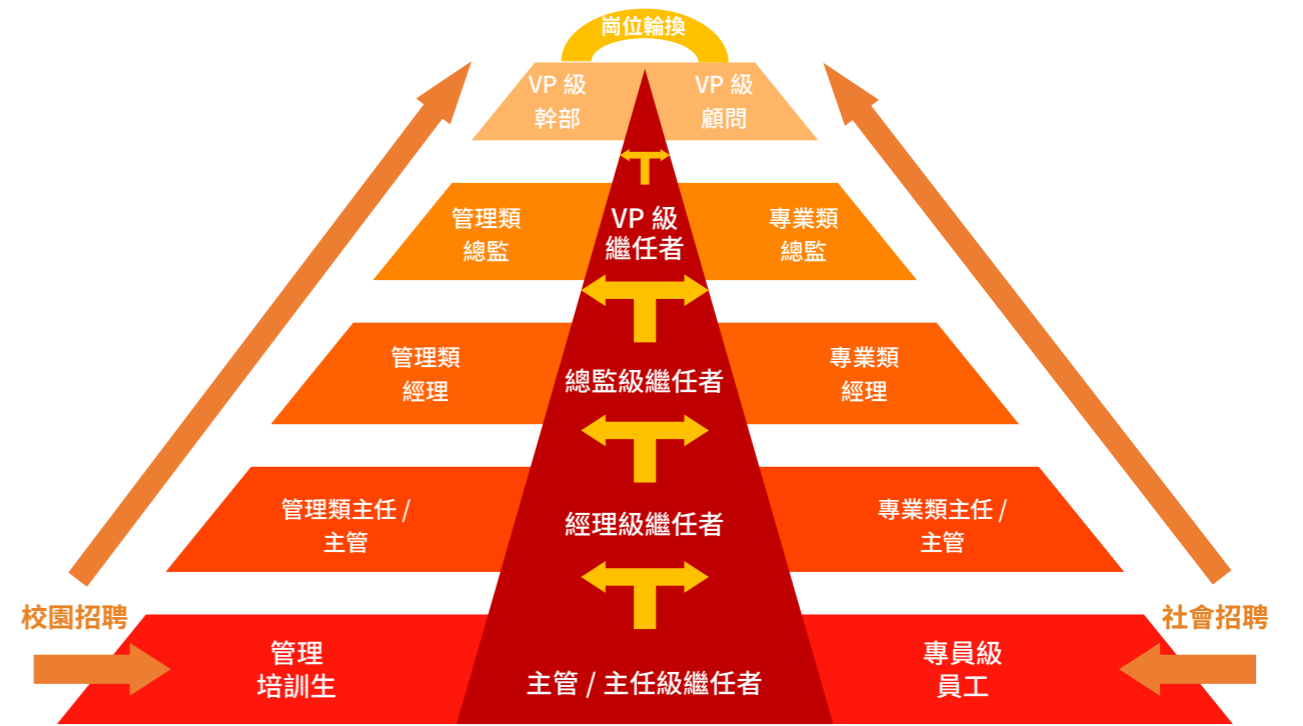 崗位輪換
VP 級
幹部
VP 級
顧問
管理類
總監
VP 級
繼任者
專業類
總監
管理類
經理
總監級繼任者
專業類
經理
管理類主任 /
主管
經理級繼任者
專業類主任 /
主管
校園招聘
社會招聘
管理
培訓生
主管 / 主任級繼任者
專員級
員工